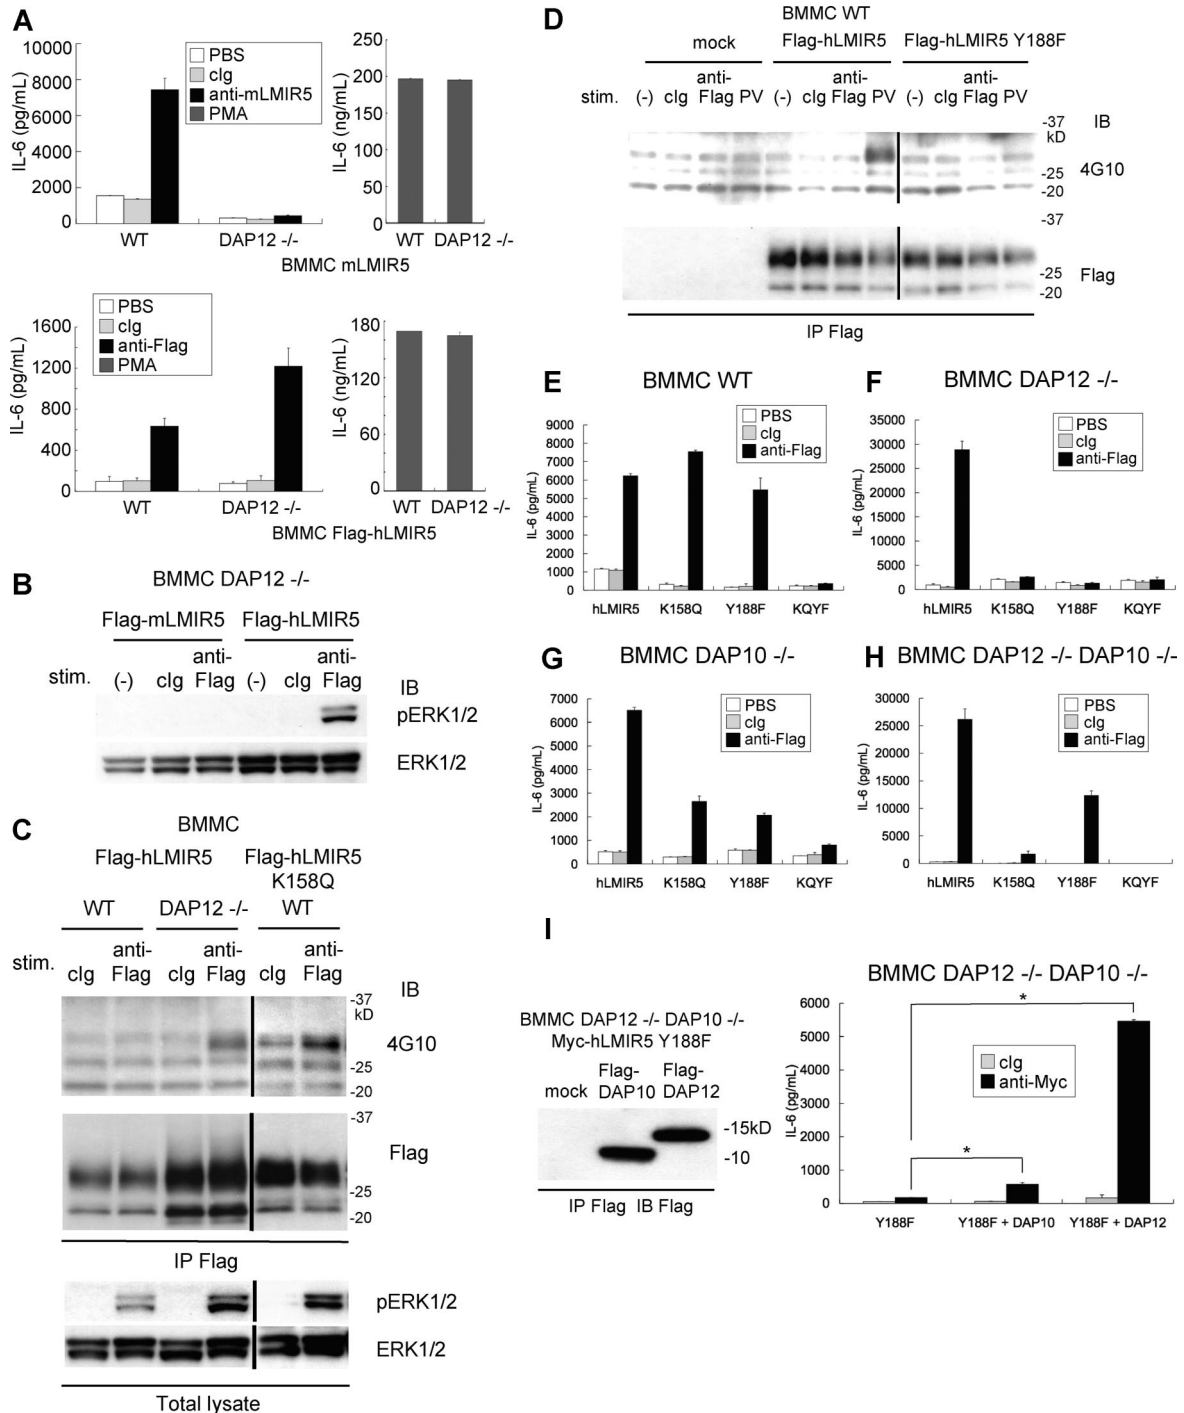 A
IL-6 (pg/mL)
10000
8000
6000
4000
2000
0
PBS
cIg
anti-mLMIR5
PMA
WT
DAP12 -/-
IL-6 (ng/mL)
250
200
150
100
50
0
WT
DAP12 -/-
BMMC mLMIR5
IL-6 (pg/mL)
1600
1200
800
400
0
PBS
cIg
anti-Flag
PMA
WT
DAP12 -/-
IL-6 (ng/mL)
180
120
60
0
WT
DAP12 -/-
BMMC Flag-hLMIR5
B
BMMC DAP12 -/-
Flag-mLMIR5 Flag-hLMIR5
stim. (-) cIg anti-Flag (-) cIg anti-Flag
IB
pERK1/2
ERK1/2
C
BMMC
Flag-hLMIR5 Flag-hLMIR5
K158Q
WT DAP12 -/- WT
stim. cIg anti-Flag cIg anti-Flag cIg anti-Flag
-37
kD
IB
4G10
-25
-20
-37
Flag
-25
-20
IP Flag
pERK1/2
ERK1/2
Total lysate
D
BMMC WT
mock Flag-hLMIR5 Flag-hLMIR5 Y188F
stim. (-) cIg anti-Flag PV (-) cIg anti-Flag PV (-) cIg anti-Flag PV
-37
kD
IB
4G10
-25
-20
-37
Flag
-25
-20
IP Flag
E
BMMC WT
IL-6 (pg/mL)
9000
8000
7000
6000
5000
4000
3000
2000
1000
0
PBS
cIg
anti-Flag
hLMIR5 K158Q Y188F KQYF
F
BMMC DAP12 -/-
IL-6 (pg/mL)
35000
30000
25000
20000
15000
10000
5000
0
PBS
cIg
anti-Flag
hLMIR5 K158Q Y188F KQYF
G
BMMC DAP10 -/-
IL-6 (pg/mL)
7000
6000
5000
4000
3000
2000
1000
0
PBS
cIg
anti-Flag
hLMIR5 K158Q Y188F KQYF
H
BMMC DAP12 -/- DAP10 -/-
IL-6 (pg/mL)
30000
25000
20000
15000
10000
5000
0
PBS
cIg
anti-Flag
hLMIR5 K158Q Y188F KQYF
I
BMMC DAP12 -/- DAP10 -/-
Myc-hLMIR5 Y188F
mock Flag-DAP10 Flag-DAP12
-15kD
-10
IP Flag IB Flag
BMMC DAP12 -/- DAP10 -/-
IL-6 (pg/mL)
6000
5000
4000
3000
2000
1000
0
cIg
anti-Myc
*
*
Y188F Y188F + DAP10 Y188F + DAP12